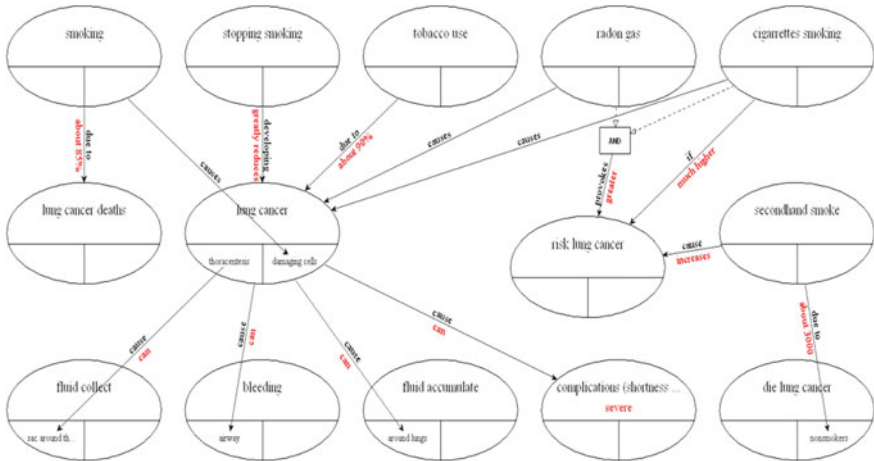 smoking
stopping smoking
tobacco use
radon gas
cigarrettes smoking
due to
about 85%
causes
developing
greatly reduces
due to
about 90%
causes
causes
AND
provokes
greater
if
much higher
lung cancer deaths
lung cancer
thoracentesis
damaging cells
risk lung cancer
secondhand smoke
cause
increases
cause
can
cause
can
cause
can
cause
can
due to
about 3000
fluid collect
sac around th...
bleeding
airway
fluid accumulate
around lungs
complications (shortness ...
severe
die lung cancer
nonsmokers